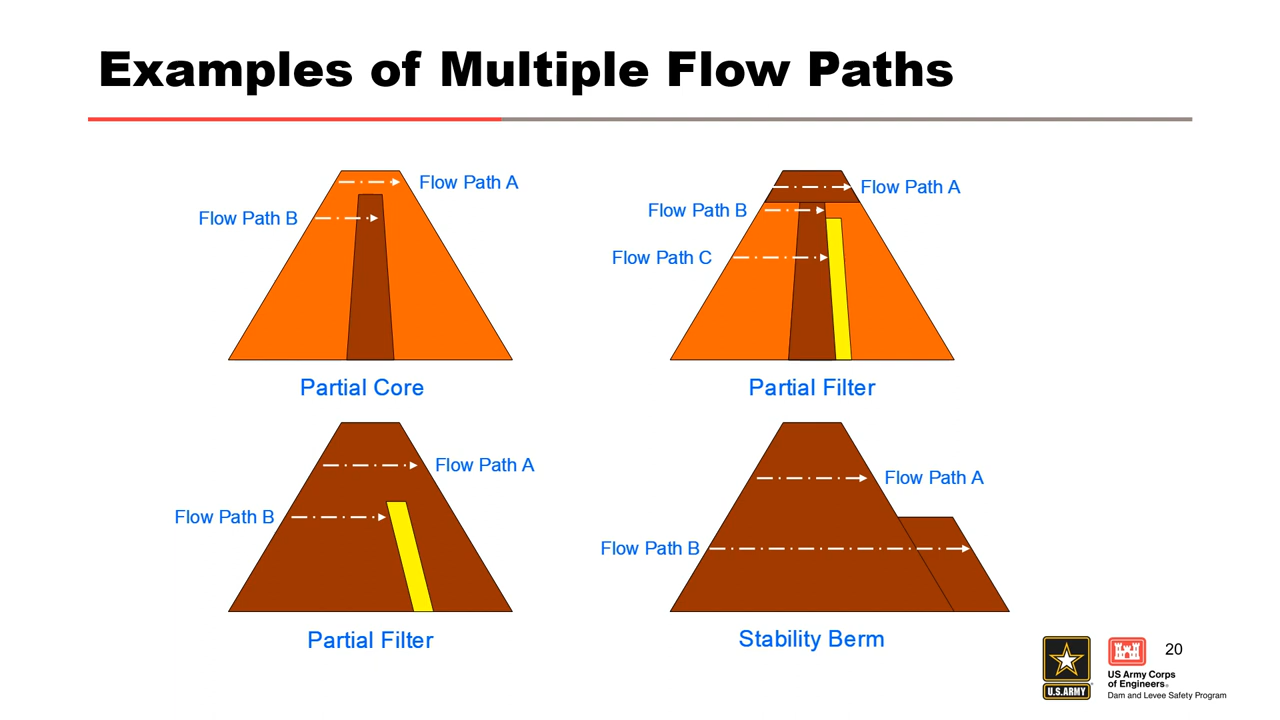 Examples of Multiple Flow Paths
Flow Path A
Flow Path B
Partial Core
Flow Path A
Flow Path B
Flow Path C
Partial Filter
Flow Path A
Flow Path B
Partial Filter
Flow Path A
Flow Path B
Stability Berm
U.S.ARMY
US Army Corps
of Engineers®
Dam and Levee Safety Program
20